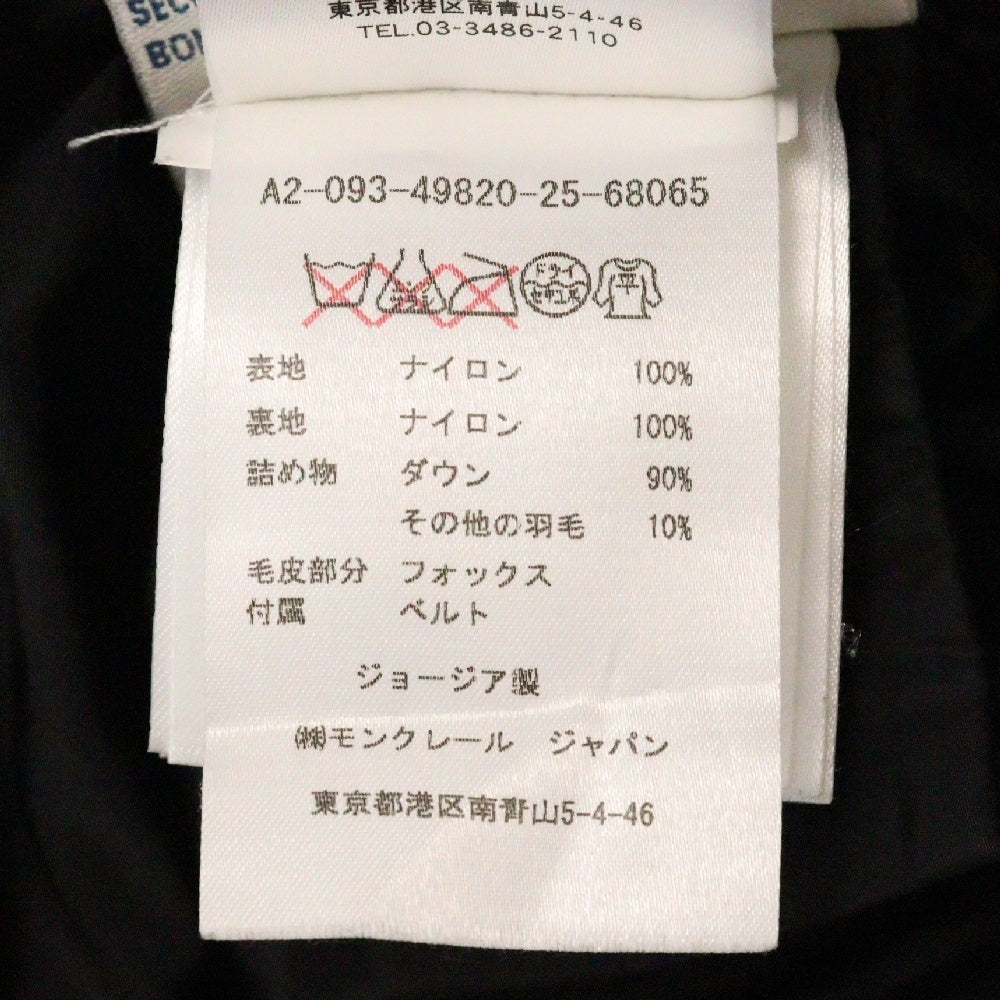 東京都港区南青山5-4-46
TEL.03-3486-2110
A2-093-49820-25-68065
ドライ
セキユ系
平
表地 ナイロン 100%
裏地 ナイロン 100%
詰め物 ダウン 90%
その他の羽毛 10%
毛皮部分 フォックス
付属 ベルト
ジョージア製
㈱モンクレール ジャパン
東京都港区南青山5-4-46